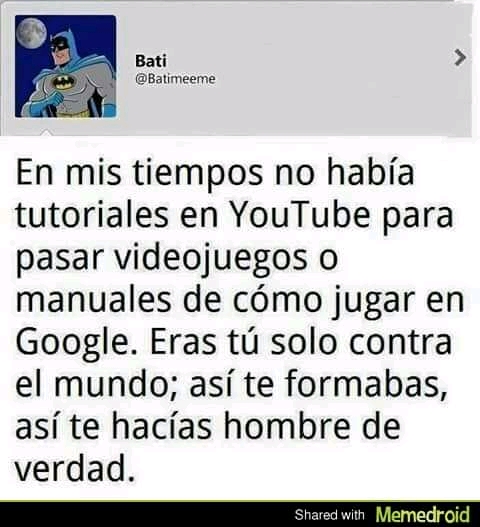 Bati
@Batimeeme
En mis tiempos no había
tutoriales en YouTube para
pasar videojuegos o
manuales de cómo jugar en
Google. Eras tú solo contra
el mundo; así te formabas,
así te hacías hombre de
verdad.
Shared with Memedroid